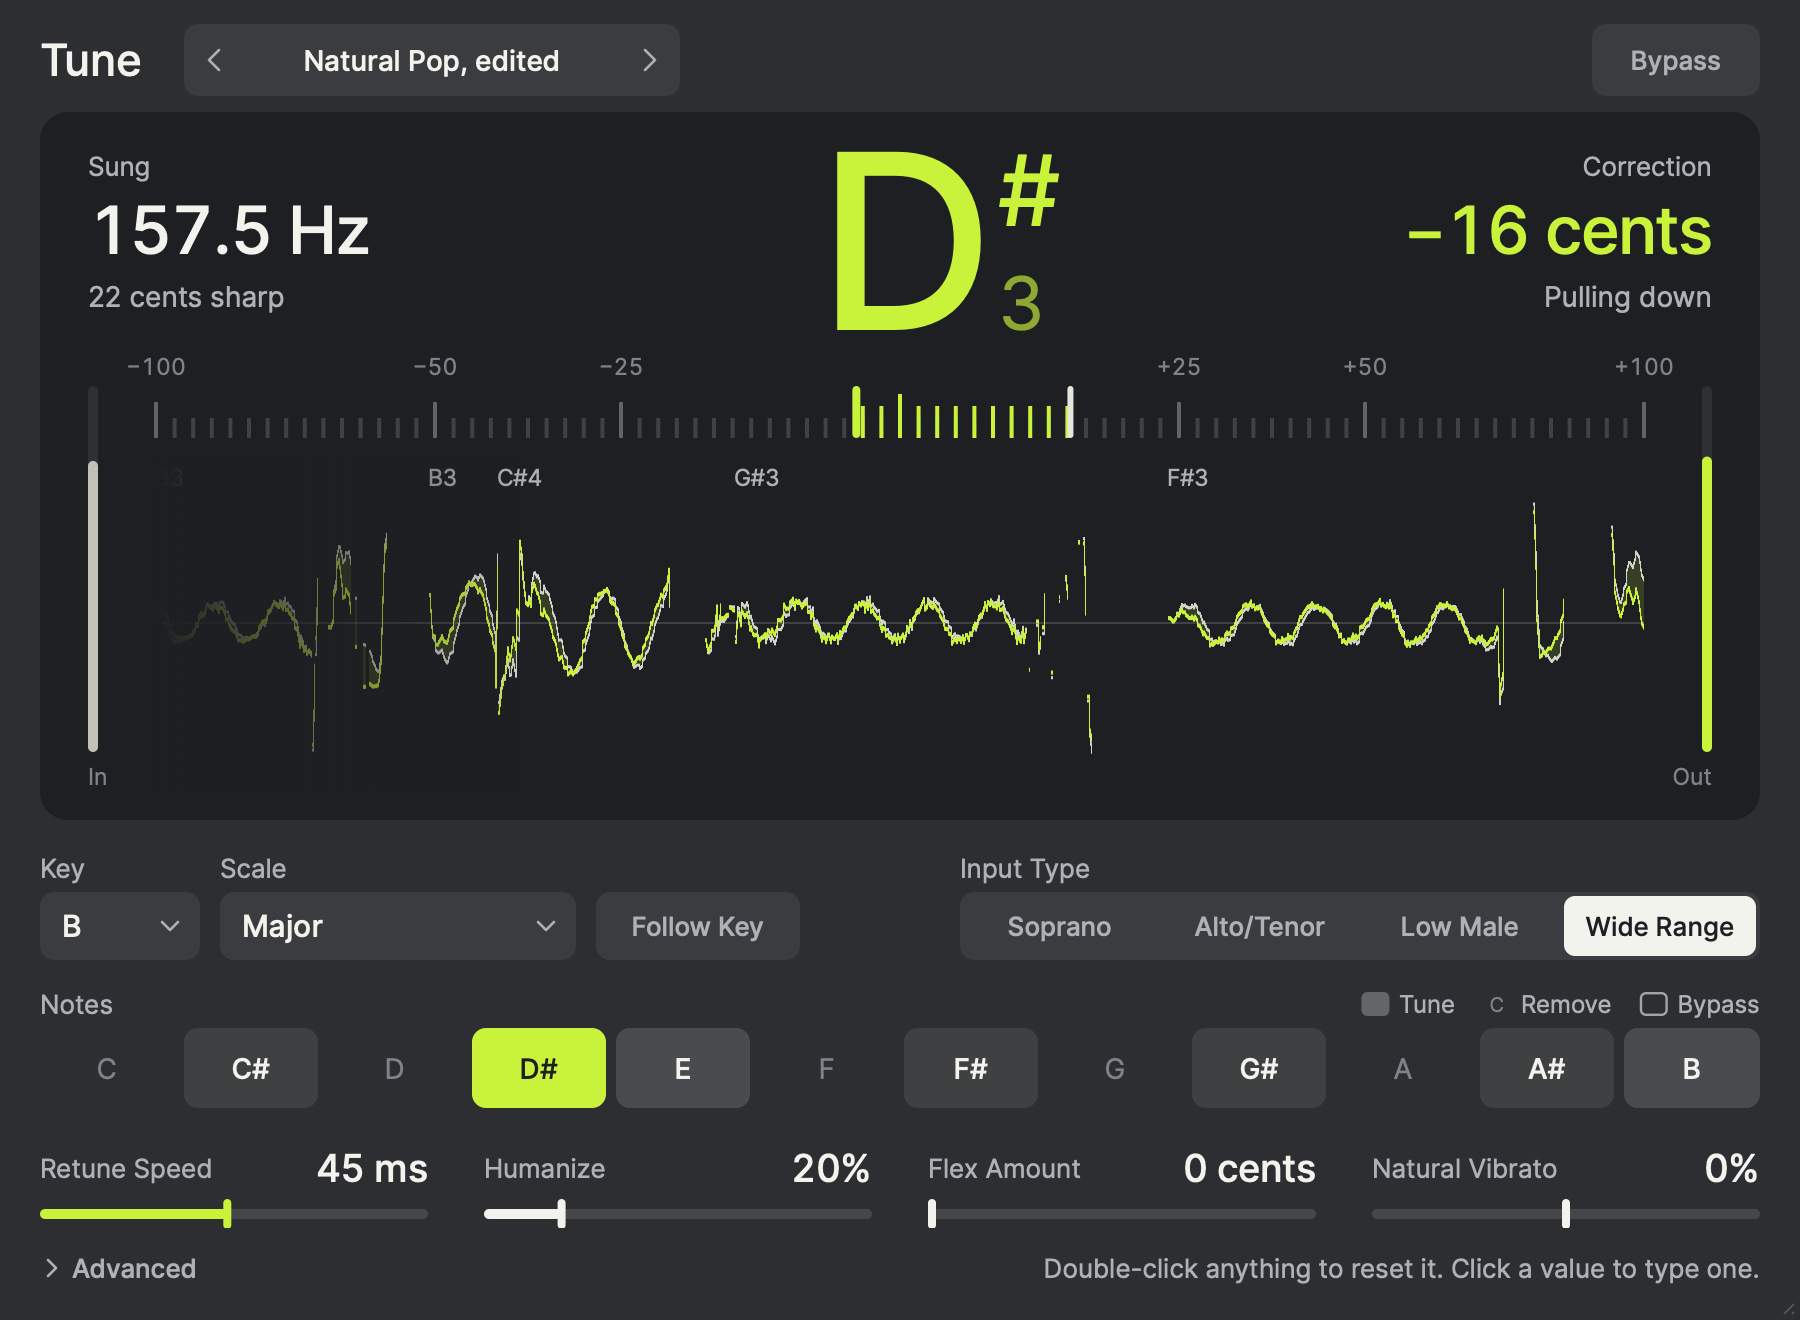 Tune
Natural Pop, edited
Bypass
Sung
157.5 Hz
22 cents sharp
D#
3
Correction
−16 cents
Pulling down
−100 −50 −25 +25 +50 +100
B3 C#4 G#3 F#3
In
Out
Key
Scale
Input Type
B
Major
Follow Key
Soprano
Alto/Tenor
Low Male
Wide Range
Notes
Tune
C Remove
Bypass
C C# D D# E F F# G G# A A# B
Retune Speed 45 ms
Humanize 20%
Flex Amount 0 cents
Natural Vibrato 0%
Advanced
Double-click anything to reset it. Click a value to type one.